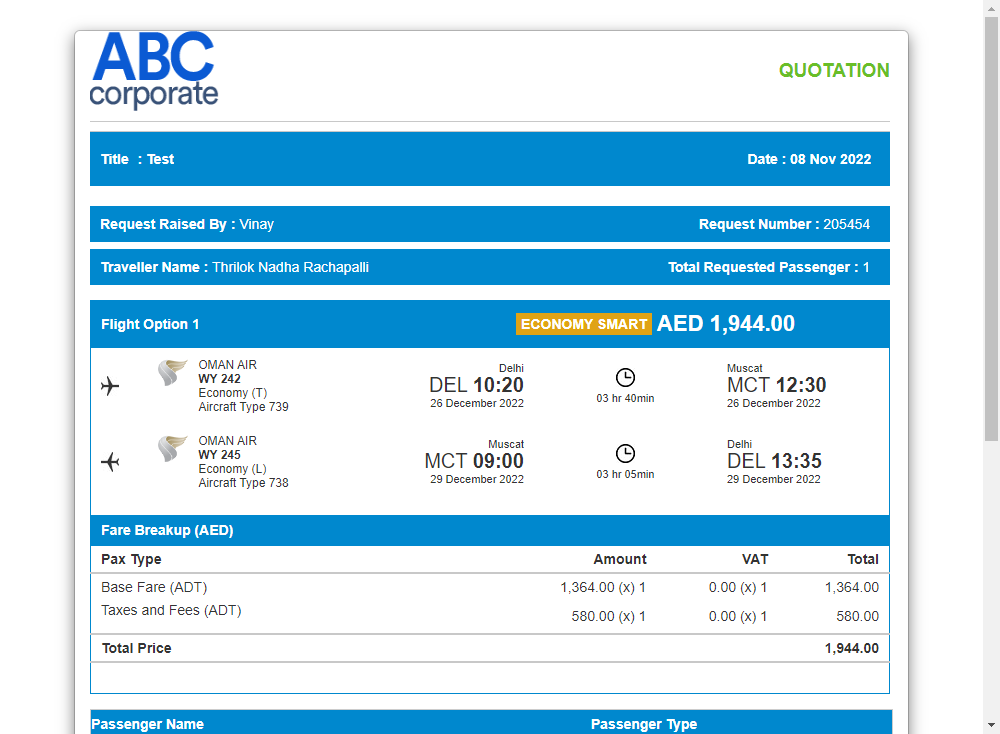 ABC
corporate
QUOTATION
Title : Test
Date : 08 Nov 2022
Request Raised By : Vinay
Request Number : 205454
Traveller Name : Thrilok Nadha Rachapalli
Total Requested Passenger : 1
Flight Option 1
ECONOMY SMART AED 1,944.00
OMAN AIR
WY 242
Economy (T)
Aircraft Type 739
Delhi
DEL 10:20
26 December 2022
03 hr 40min
Muscat
MCT 12:30
26 December 2022
OMAN AIR
WY 245
Economy (L)
Aircraft Type 738
Muscat
MCT 09:00
29 December 2022
03 hr 05min
Delhi
DEL 13:35
29 December 2022
Fare Breakup (AED)
Pax Type Amount VAT Total
Base Fare (ADT) 1,364.00 (x) 1 0.00 (x) 1 1,364.00
Taxes and Fees (ADT) 580.00 (x) 1 0.00 (x) 1 580.00
Total Price 1,944.00
Passenger Name Passenger Type